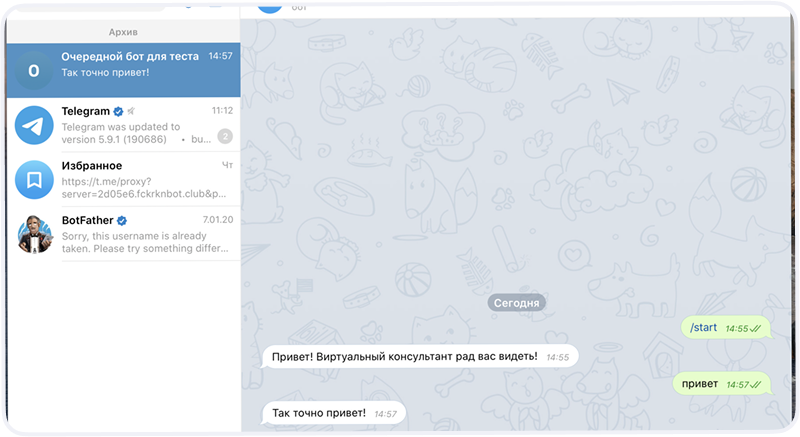 бот
Архив
О
Очередной бот для теста 14:57
Так точно привет!
Telegram 11:12
Telegram was updated to
version 5.9.1 (190686) • bu... 2
Избранное Чт
https://t.me/proxy?
server=2d05e6.fckrknbot.club&p...
BotFather 7.01.20
Sorry, this username is already
taken. Please try something differ...
Сегодня
/start 14:55
Привет! Виртуальный консультант рад вас видеть! 14:55
привет 14:57
Так точно привет! 14:57